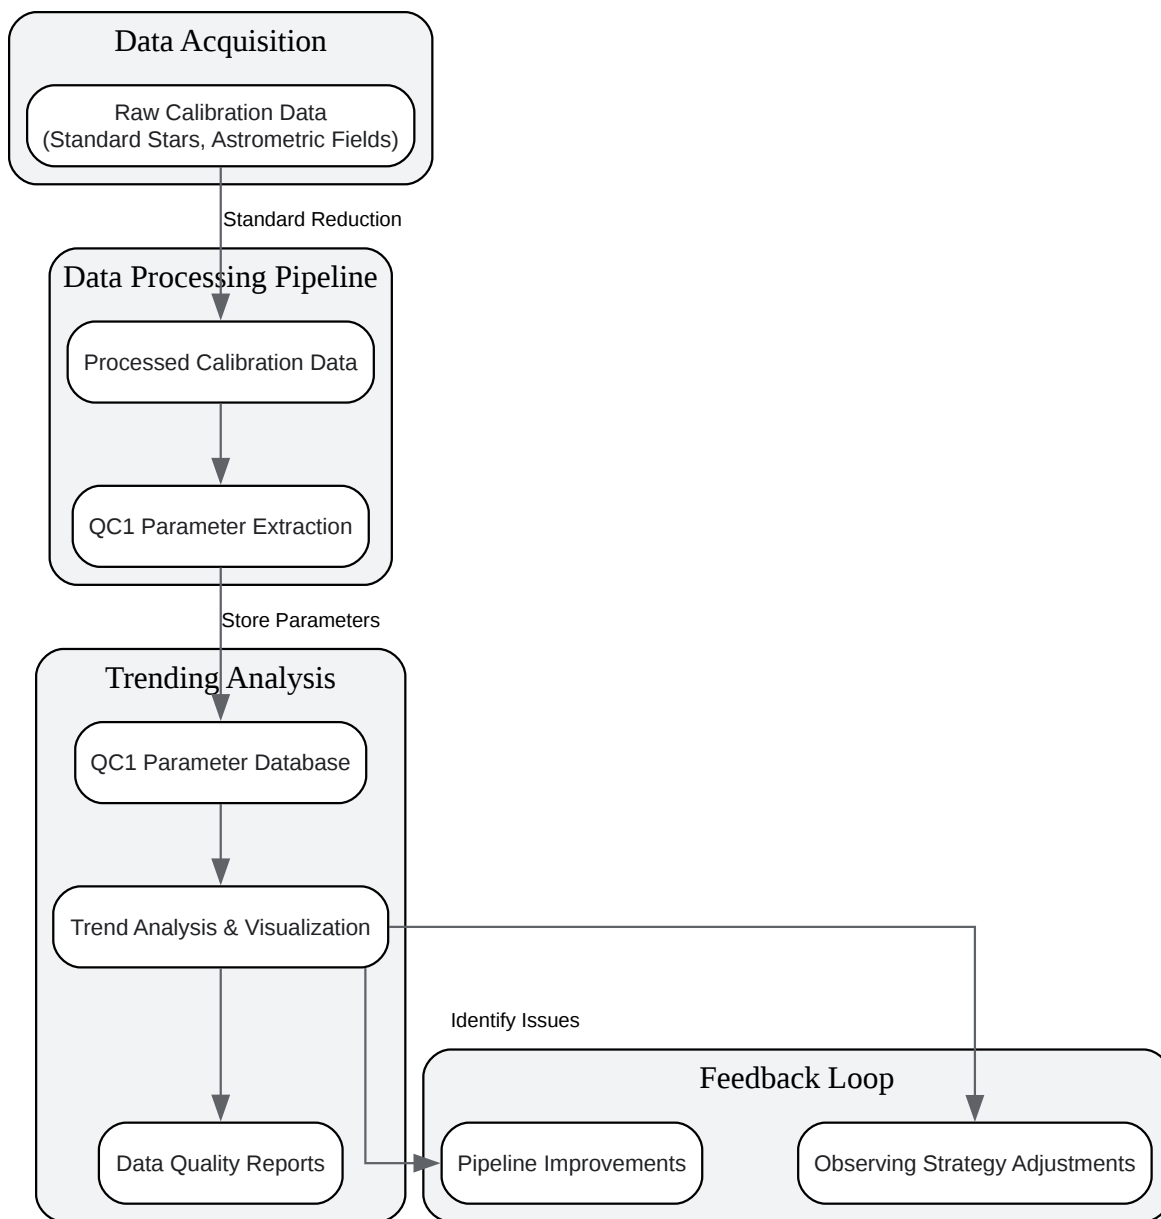 Data Acquisition
Raw Calibration Data
(Standard Stars, Astrometric Fields)
Standard Reduction
Data Processing Pipeline
Processed Calibration Data
QC1 Parameter Extraction
Store Parameters
Trending Analysis
QC1 Parameter Database
Trend Analysis & Visualization
Identify Issues
Feedback Loop
Data Quality Reports
Pipeline Improvements
Observing Strategy Adjustments